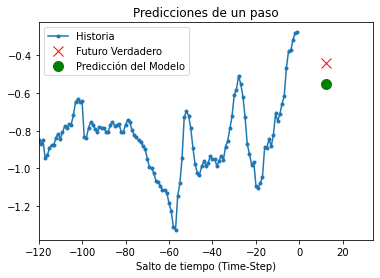 Predicciones de un paso
Historia
Futuro Verdadero
Predicción del Modelo
−0.4
−0.6
−0.8
−1.0
−1.2
−120 −100 −80 −60 −40 −20 0 20
Salto de tiempo (Time-Step)